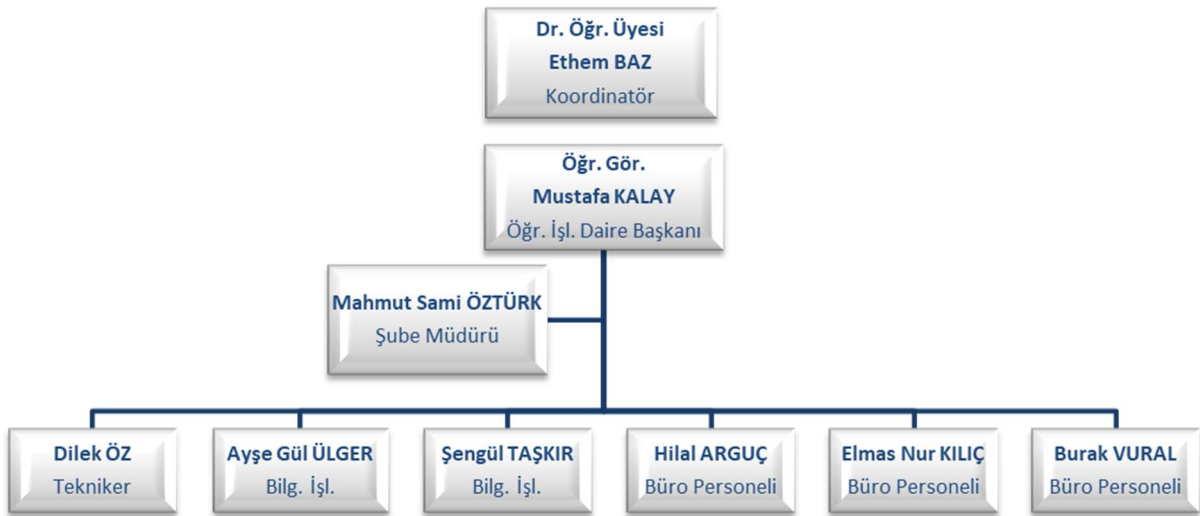 Dr. Öğr. Üyesi
Ethem BAZ
Koordinatör
Öğr. Gör.
Mustafa KALAY
Öğr. İşl. Daire Başkanı
Mahmut Sami ÖZTÜRK
Şube Müdürü
Dilek ÖZ
Tekniker
Ayşe Gül ÜLGER
Bilg. İşl.
Şengül TAŞKIR
Bilg. İşl.
Hilal ARGUÇ
Büro Personeli
Elmas Nur KILIÇ
Büro Personeli
Burak VURAL
Büro Personeli